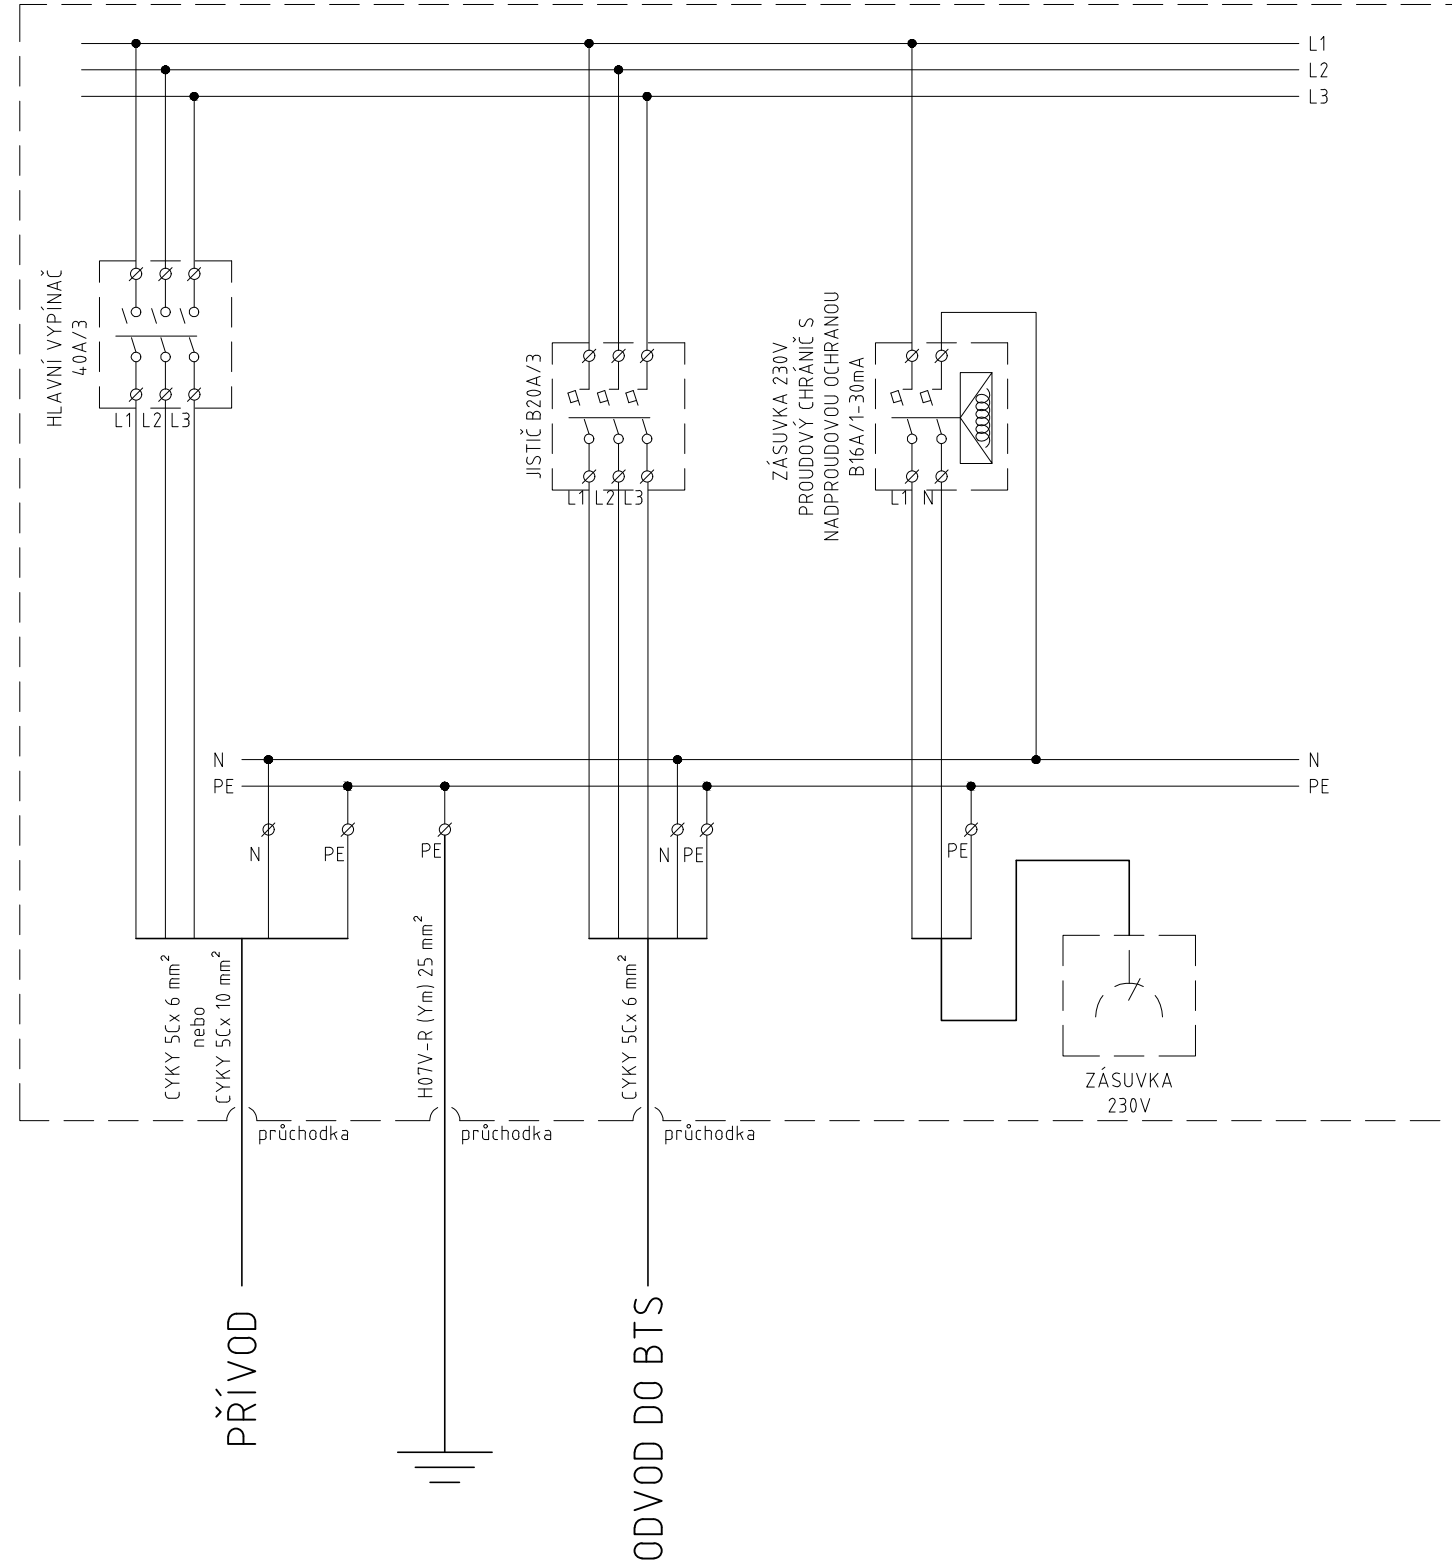 L1
L2
L3
HLAVNÍ VYPÍNAČ
40A/3
L1 L2 L3
JISTIČ B20A/3
L1 L2 L3
ZÁSUVKA 230V
PROUDOVÝ CHRÁNIČ S
NADPROUDOVOU OCHRANOU
B16A/1-30mA
L1 N
N
N
PE
PE
N
PE
PE
N PE
PE
CYKY 5Cx 6 mm²
nebo
CYKY 5Cx 10 mm²
H07V-R (Ym) 25 mm²
CYKY 5Cx 6 mm²
ZÁSUVKA
230V
průchodka
průchodka
průchodka
PŘÍVOD
ODVOD DO BTS